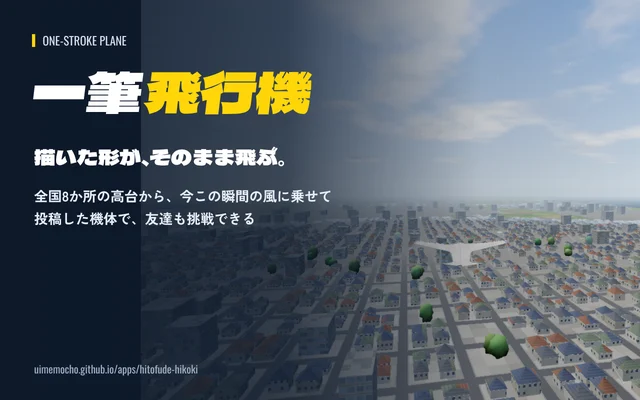 ONE-STROKE PLANE
一筆飛行機
描いた形が、そのまま飛ぶ。
全国8か所の高台から、今この瞬間の風に乗せて
投稿した機体で、友達も挑戦できる
uimemocho.github.io/apps/hitofude-hikoki